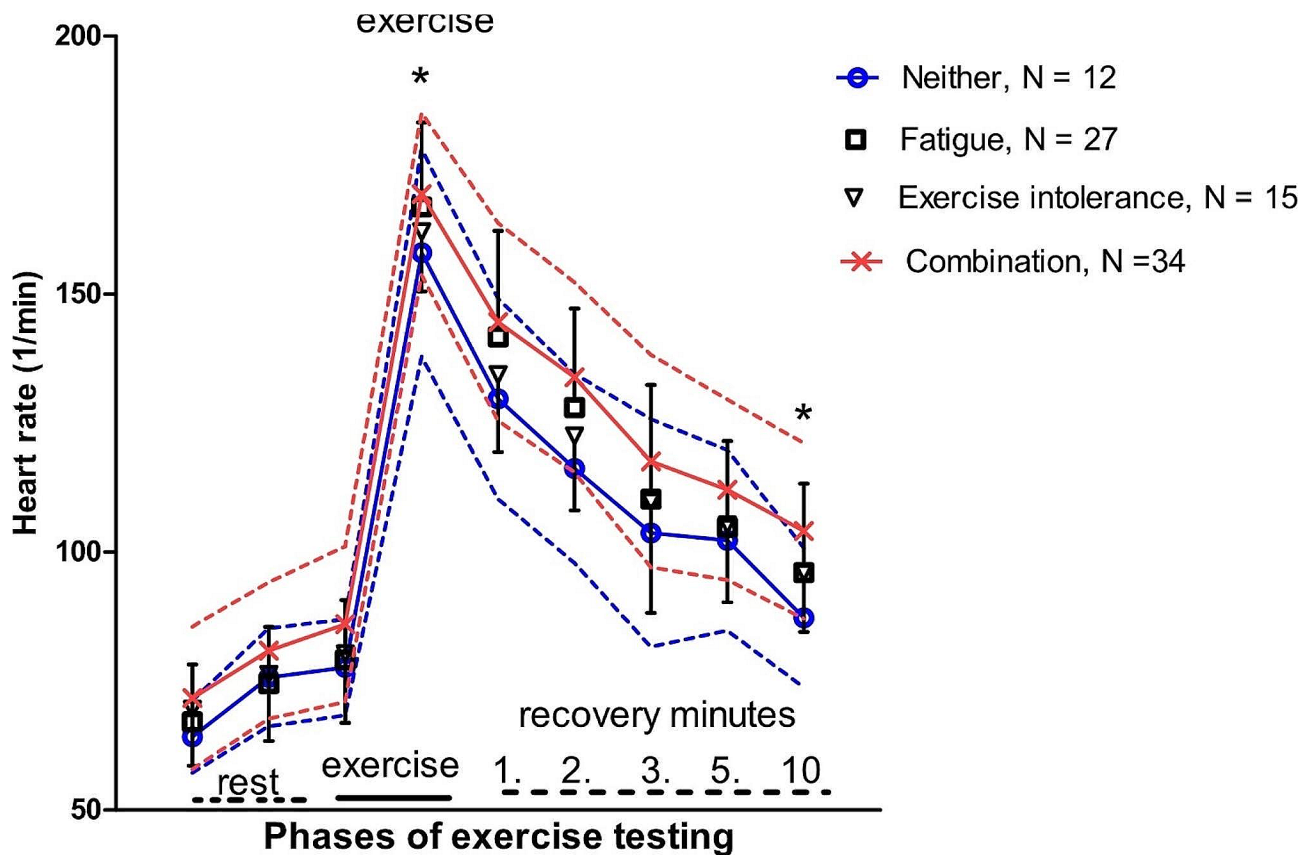 exercise
200
*
Neither, N = 12
Fatigue, N = 27
Exercise intolerance, N = 15
Combination, N =34
150
Heart rate (1/min)
*
100
recovery minutes
rest
exercise
1. 2. 3. 5. 10
50
Phases of exercise testing